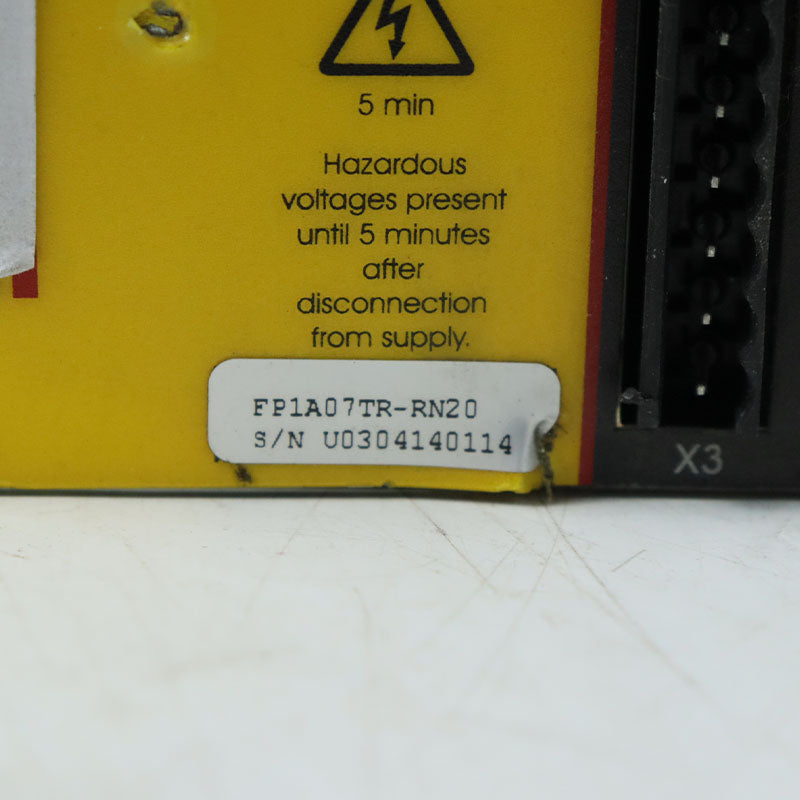 5 min
Hazardous
voltages present
until 5 minutes
after
disconnection
from supply.
FP1A07TR-RN20
S/N U0304140114
X3